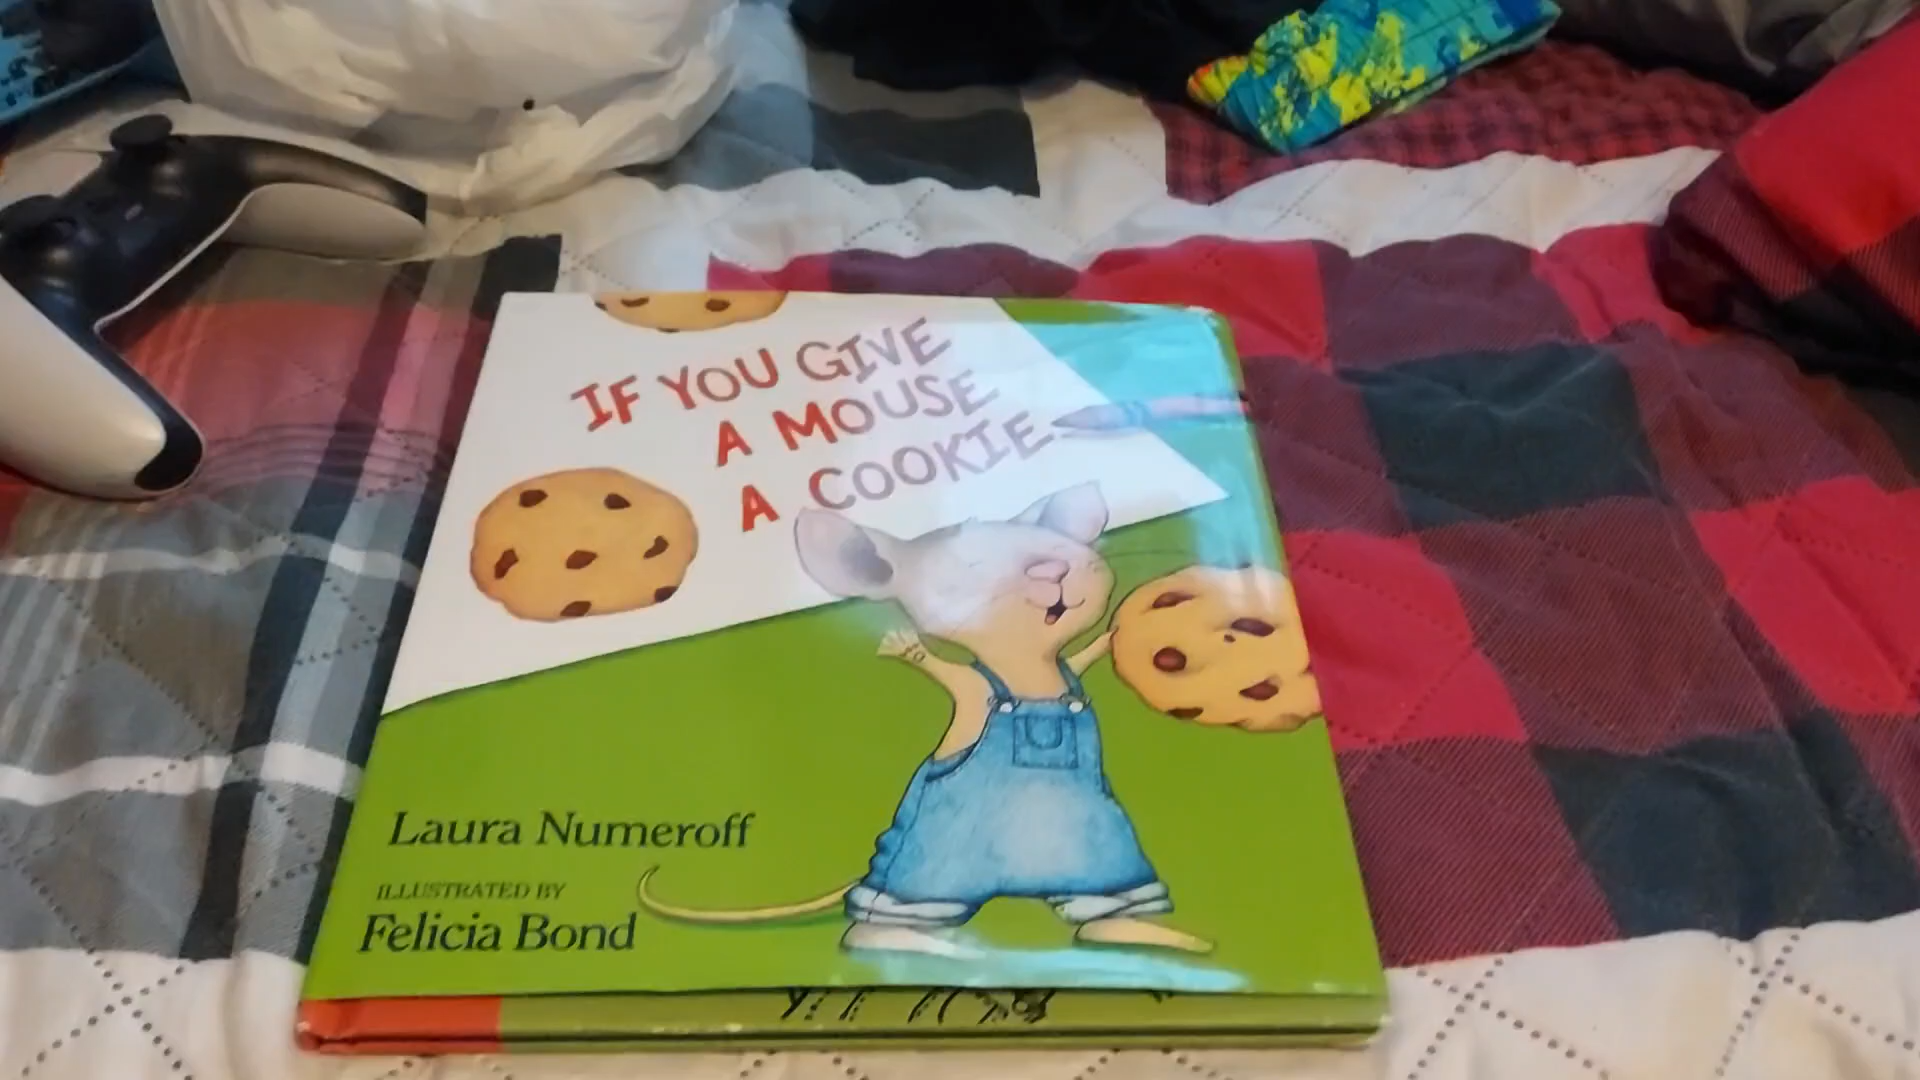 IF YOU GIVE
A MOUSE
A COOKIE
Laura Numeroff
ILLUSTRATED BY
Felicia Bond